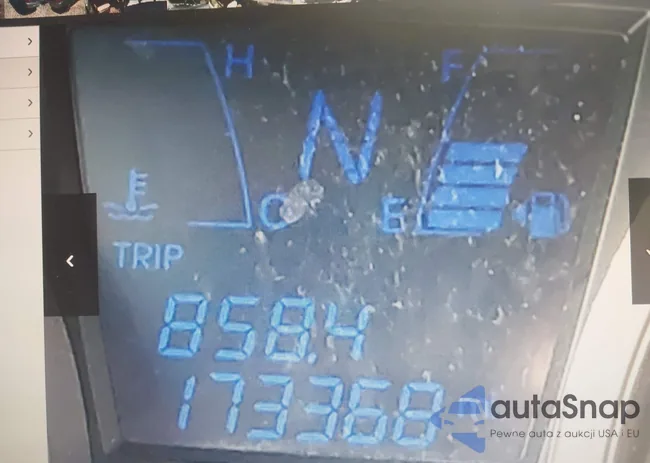 H
F
N
C
E
TRIP
858.4
173368
autaSnap
Pewne auta z aukcji USA i EU